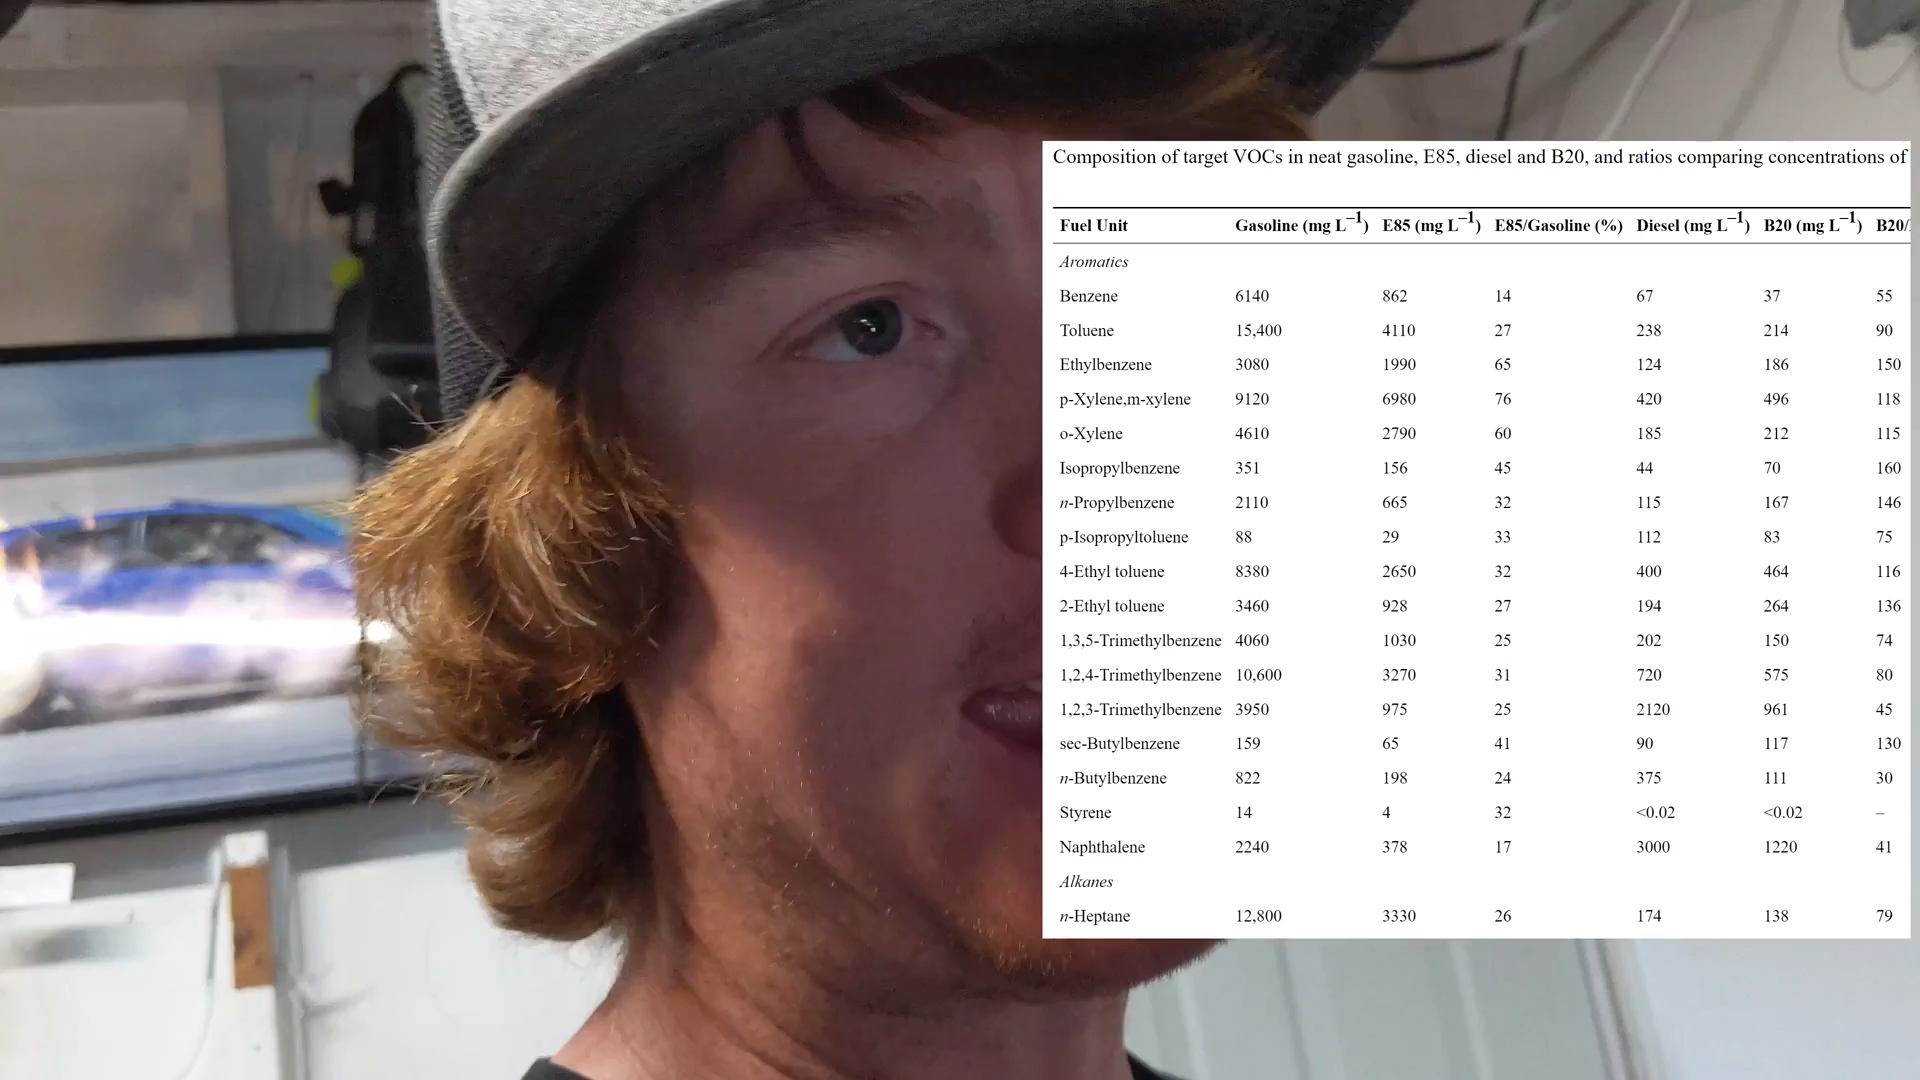 Composition of target VOCs in neat gasoline, E85, diesel and B20, and ratios comparing concentrations of
Fuel Unit Gasoline (mg L−1) E85 (mg L−1) E85/Gasoline (%) Diesel (mg L−1) B20 (mg L−1) B20/
Aromatics
Benzene 6140 862 14 67 37 55
Toluene 15,400 4110 27 238 214 90
Ethylbenzene 3080 1990 65 124 186 150
p-Xylene,m-xylene 9120 6980 76 420 496 118
o-Xylene 4610 2790 60 185 212 115
Isopropylbenzene 351 156 45 44 70 160
n-Propylbenzene 2110 665 32 115 167 146
p-Isopropyltoluene 88 29 33 112 83 75
4-Ethyl toluene 8380 2650 32 400 464 116
2-Ethyl toluene 3460 928 27 194 264 136
1,3,5-Trimethylbenzene 4060 1030 25 202 150 74
1,2,4-Trimethylbenzene 10,600 3270 31 720 575 80
1,2,3-Trimethylbenzene 3950 975 25 2120 961 45
sec-Butylbenzene 159 65 41 90 117 130
n-Butylbenzene 822 198 24 375 111 30
Styrene 14 4 32 <0.02 <0.02 –
Naphthalene 2240 378 17 3000 1220 41
Alkanes
n-Heptane 12,800 3330 26 174 138 79